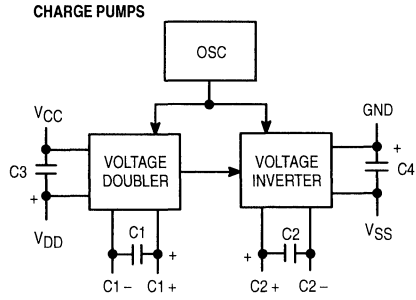 CHARGE PUMPS
OSC
VCC
GND
C3
+
VOLTAGE
DOUBLER
VOLTAGE
INVERTER
+
C4
VDD
VSS
C1
+
C2
+
C1 –
C1 +
C2 +
C2 –